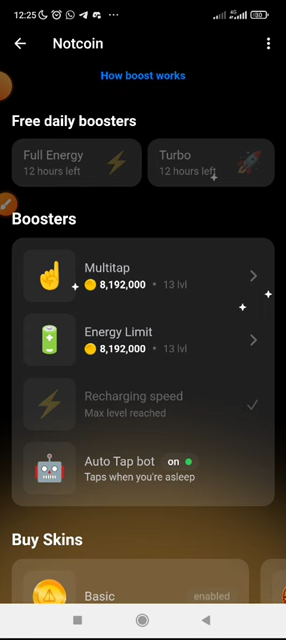 12:25
4G
Notcoin
How boost works
Free daily boosters
Full Energy
12 hours left
Turbo
12 hours left
Boosters
Multitap
8,192,000 • 13 lvl
Energy Limit
8,192,000 • 13 lvl
Recharging speed
Max level reached
Auto Tap bot on
Taps when you're asleep
Buy Skins
Basic
enabled